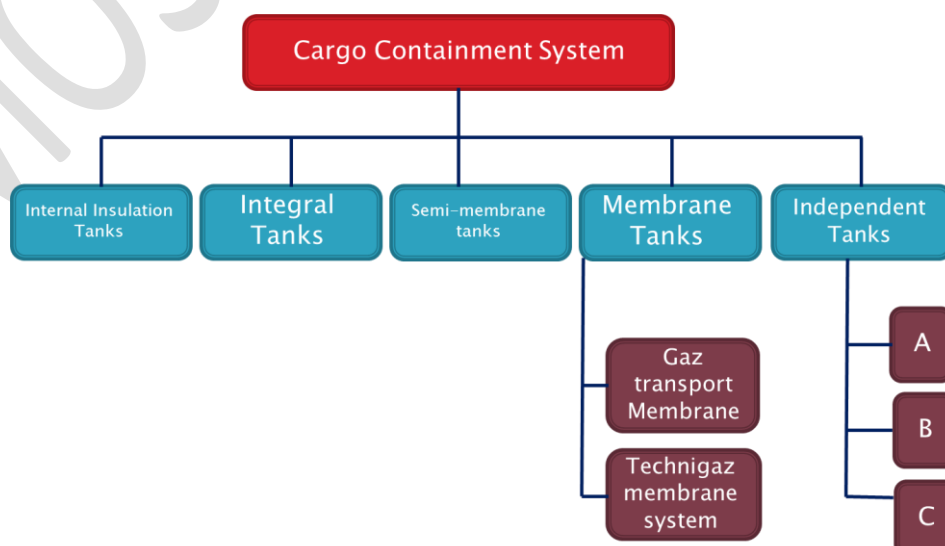 Cargo Containment System
Internal Insulation
Tanks
Integral
Tanks
Semi-membrane
tanks
Membrane
Tanks
Independent
Tanks
Gaz
transport
Membrane
Technigaz
membrane
system
A
B
C